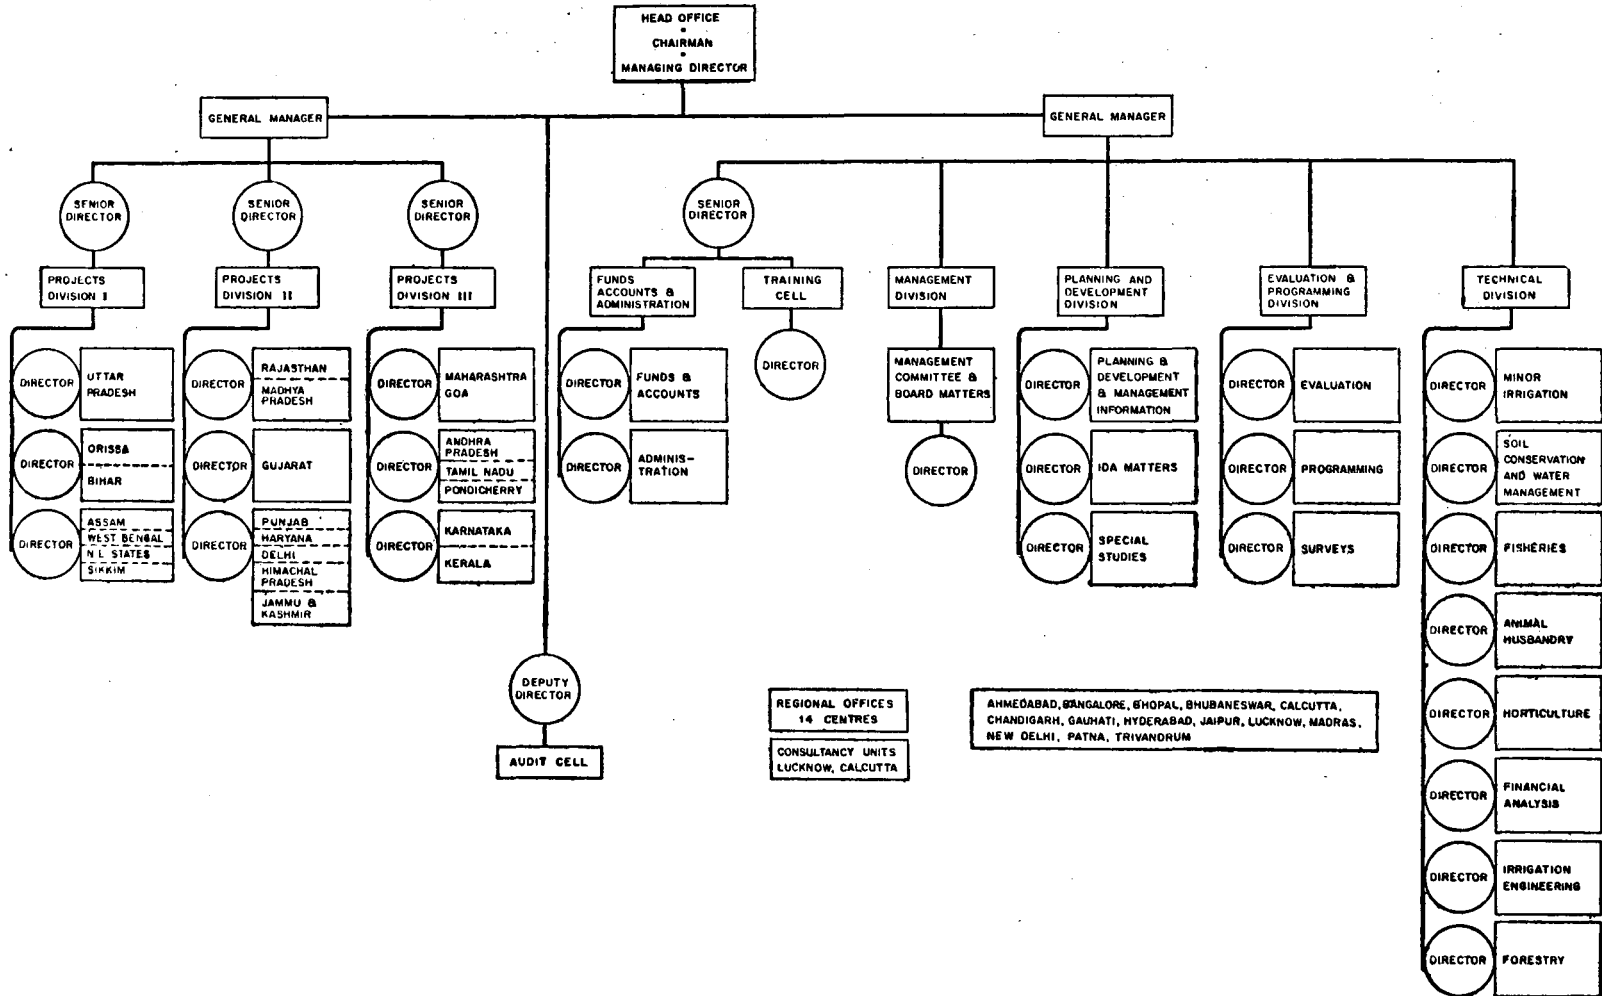 HEAD OFFICE
CHAIRMAN
MANAGING DIRECTOR
GENERAL MANAGER
GENERAL MANAGER
SENIOR
DIRECTOR
SENIOR
DIRECTOR
SENIOR
DIRECTOR
SENIOR
DIRECTOR
PROJECTS
DIVISION I
PROJECTS
DIVISION II
PROJECTS
DIVISION III
FUNDS
ACCOUNTS &
ADMINISTRATION
TRAINING
CELL
MANAGEMENT
DIVISION
PLANNING AND
DEVELOPMENT
DIVISION
EVALUATION &
PROGRAMMING
DIVISION
TECHNICAL
DIVISION
DIRECTOR
UTTAR
PRADESH
DIRECTOR
ORISSA
BIHAR
DIRECTOR
ASSAM
WEST BENGAL
N E STATES
SIKKIM
DIRECTOR
RAJASTHAN
MADHYA
PRADESH
DIRECTOR
GUJARAT
DIRECTOR
PUNJAB
HARYANA
DELHI
HIMACHAL
PRADESH
JAMMU &
KASHMIR
DIRECTOR
MAHARASHTRA
GOA
DIRECTOR
ANDHRA
PRADESH
TAMIL NADU
PONDICHERRY
DIRECTOR
KARNATAKA
KERALA
DIRECTOR
FUNDS &
ACCOUNTS
DIRECTOR
ADMINIS-
TRATION
DIRECTOR
MANAGEMENT
COMMITTEE &
BOARD MATTERS
DIRECTOR
DIRECTOR
PLANNING &
DEVELOPMENT
& MANAGEMENT
INFORMATION
DIRECTOR
IDA MATTERS
DIRECTOR
SPECIAL
STUDIES
DIRECTOR
EVALUATION
DIRECTOR
PROGRAMMING
DIRECTOR
SURVEYS
DIRECTOR
MINOR
IRRIGATION
DIRECTOR
SOIL
CONSERVATION
AND WATER
MANAGEMENT
DIRECTOR
FISHERIES
DIRECTOR
ANIMAL
HUSBANDRY
DIRECTOR
HORTICULTURE
DIRECTOR
FINANCIAL
ANALYSIS
DIRECTOR
IRRIGATION
ENGINEERING
DIRECTOR
FORESTRY
DEPUTY
DIRECTOR
AUDIT CELL
REGIONAL OFFICES
14 CENTRES
CONSULTANCY UNITS
LUCKNOW, CALCUTTA
AHMEDABAD, BANGALORE, BHOPAL, BHUBANESWAR, CALCUTTA,
CHANDIGARH, GAUHATI, HYDERABAD, JAIPUR, LUCKNOW, MADRAS,
NEW DELHI, PATNA, TRIVANDRUM